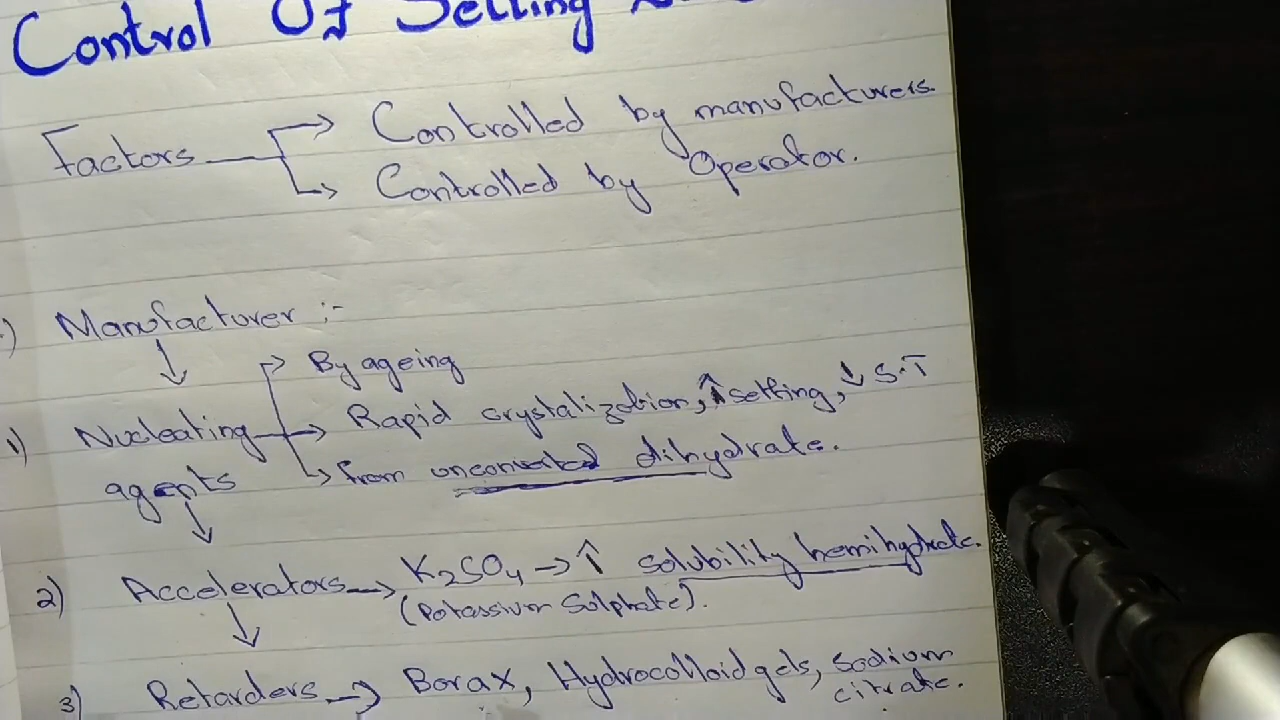 Control Of Setting
Factors → Controlled by manufacturers.
→ Controlled by Operator.
Manufacturer :-
↓
→ By ageing
1) Nucleating → Rapid crystalization, ↑ setting, ↓ S.T
agents → from unconverted dihydrate.
↓
2) Accelerators → K2SO4 → ↑ solubility hemihydrate.
(Potassium Sulphate).
↓
3) Retarders → Borax, Hydrocolloid gels, Sodium
citrate.